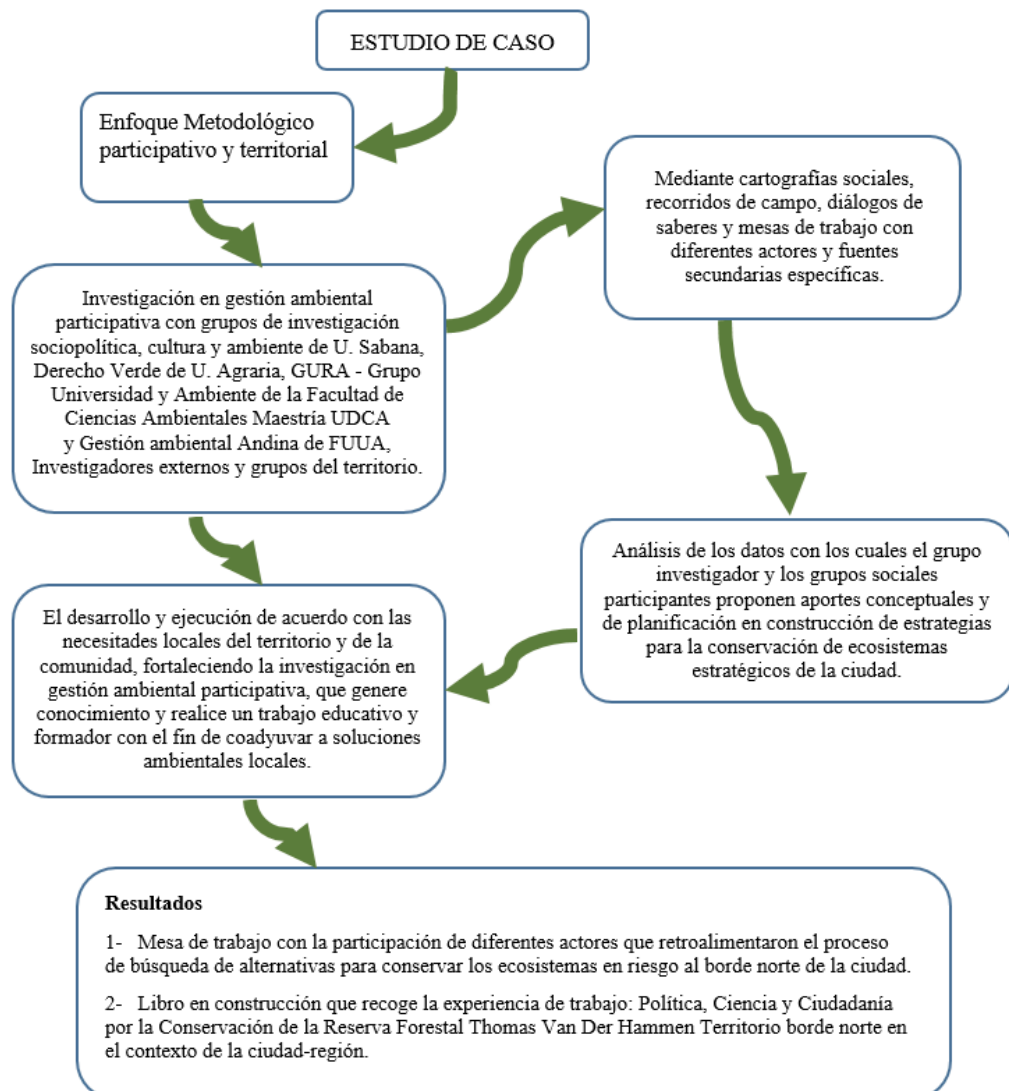 ESTUDIO DE CASO
Enfoque Metodológico
participativo y territorial
Mediante cartografías sociales,
recorridos de campo, diálogos de
saberes y mesas de trabajo con
diferentes actores y fuentes
secundarias específicas.
Investigación en gestión ambiental
participativa con grupos de investigación
sociopolítica, cultura y ambiente de U. Sabana,
Derecho Verde de U. Agraria, GURA - Grupo
Universidad y Ambiente de la Facultad de
Ciencias Ambientales Maestría UDCA
y Gestión ambiental Andina de FUUA,
Investigadores externos y grupos del territorio.
Análisis de los datos con los cuales el grupo
investigador y los grupos sociales
participantes proponen aportes conceptuales y
de planificación en construcción de estrategias
para la conservación de ecosistemas
estratégicos de la ciudad.
El desarrollo y ejecución de acuerdo con las
necesidades locales del territorio y de la
comunidad, fortaleciendo la investigación en
gestión ambiental participativa, que genere
conocimiento y realice un trabajo educativo y
formador con el fin de coadyuvar a soluciones
ambientales locales.
Resultados
1- Mesa de trabajo con la participación de diferentes actores que retroalimentaron el proceso
de búsqueda de alternativas para conservar los ecosistemas en riesgo al borde norte de la ciudad.
2- Libro en construcción que recoge la experiencia de trabajo: Política, Ciencia y Ciudadanía
por la Conservación de la Reserva Forestal Thomas Van Der Hammen Territorio borde norte en
el contexto de la ciudad-región.